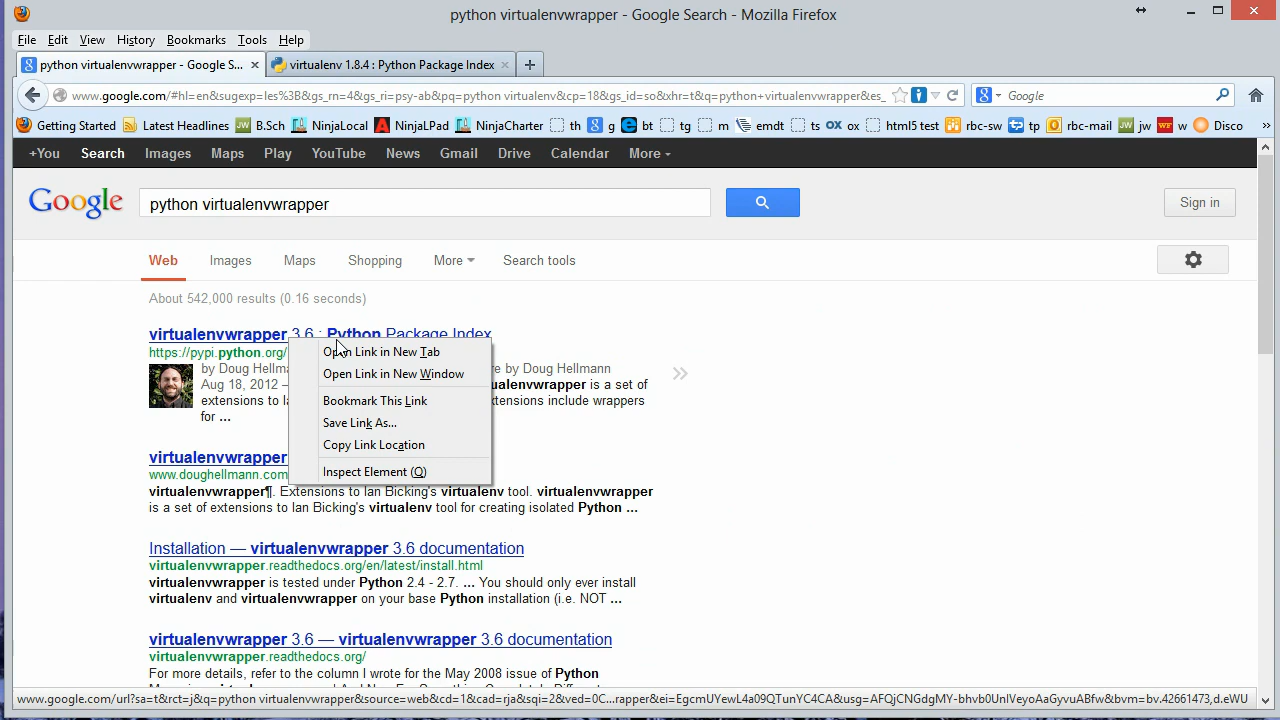 python virtualenvwrapper - Google Search - Mozilla Firefox
File Edit View History Bookmarks Tools Help
python virtualenvwrapper - Google S... virtualenv 1.8.4 : Python Package Index
www.google.com/#hl=en&sugexp=les%3B&gs_rn=4&gs_ri=psy-ab&pq=python virtualenv&cp=18&gs_id=so&xhr=t&q=python+virtualenvwrapper&es_ Google
Getting Started Latest Headlines JW B.Sch NinjaLocal NinjaLPad NinjaCharter th g bt tg m emdt ts OX ox html5 test rbc-sw tp rbc-mail JW jw WF w Disco »
+You Search Images Maps Play YouTube News Gmail Drive Calendar More
Google python virtualenvwrapper Sign in
Web Images Maps Shopping More Search tools
About 542,000 results (0.16 seconds)
virtualenvwrapper 3.6 : Python Package Index
https://pypi.python.org/
by Doug Hellma re by Doug Hellmann
Aug 18, 2012 – ualenvwrapper is a set of
extensions to I xtensions include wrappers
for ...
Open Link in New Tab
Open Link in New Window
Bookmark This Link
Save Link As...
Copy Link Location
Inspect Element (Q)
virtualenvwrapper
www.doughellmann.com
virtualenvwrapper¶. Extensions to Ian Bicking's virtualenv tool. virtualenvwrapper
is a set of extensions to Ian Bicking's virtualenv tool for creating isolated Python ...
Installation — virtualenvwrapper 3.6 documentation
virtualenvwrapper.readthedocs.org/en/latest/install.html
virtualenvwrapper is tested under Python 2.4 - 2.7. ... You should only ever install
virtualenv and virtualenvwrapper on your base Python installation (i.e. NOT ...
virtualenvwrapper 3.6 — virtualenvwrapper 3.6 documentation
virtualenvwrapper.readthedocs.org/
For more details, refer to the column I wrote for the May 2008 issue of Python
www.google.com/url?sa=t&rct=j&q=python virtualenvwrapper&source=web&cd=1&cad=rja&sqi=2&ved=0C...rapper&ei=EgcmUYewL4a09QTunYC4CA&usg=AFQjCNGdgMY-bhvb0UnlVeyoAaGyvuABfw&bvm=bv.42661473,d.eWU